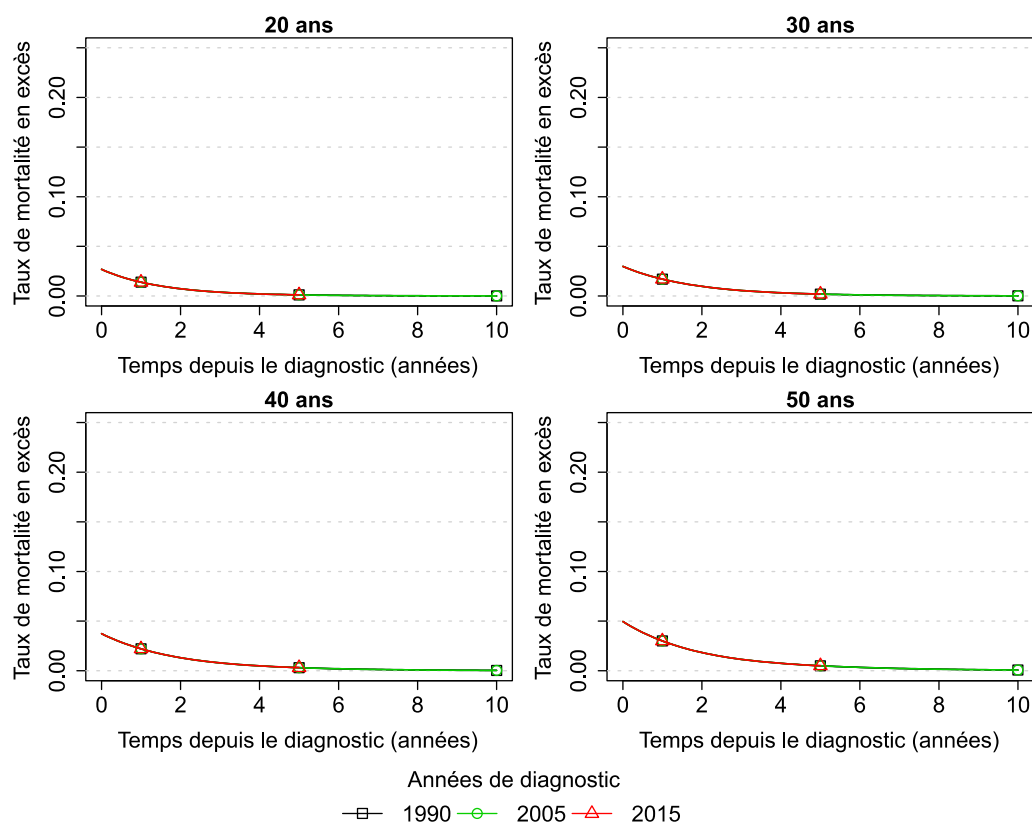 20 ans
Taux de mortalité en excès
0.00 0.10 0.20
0 2 4 6 8 10
Temps depuis le diagnostic (années)
30 ans
Taux de mortalité en excès
0.00 0.10 0.20
0 2 4 6 8 10
Temps depuis le diagnostic (années)
40 ans
Taux de mortalité en excès
0.00 0.10 0.20
0 2 4 6 8 10
Temps depuis le diagnostic (années)
50 ans
Taux de mortalité en excès
0.00 0.10 0.20
0 2 4 6 8 10
Temps depuis le diagnostic (années)
Années de diagnostic
1990 2005 2015